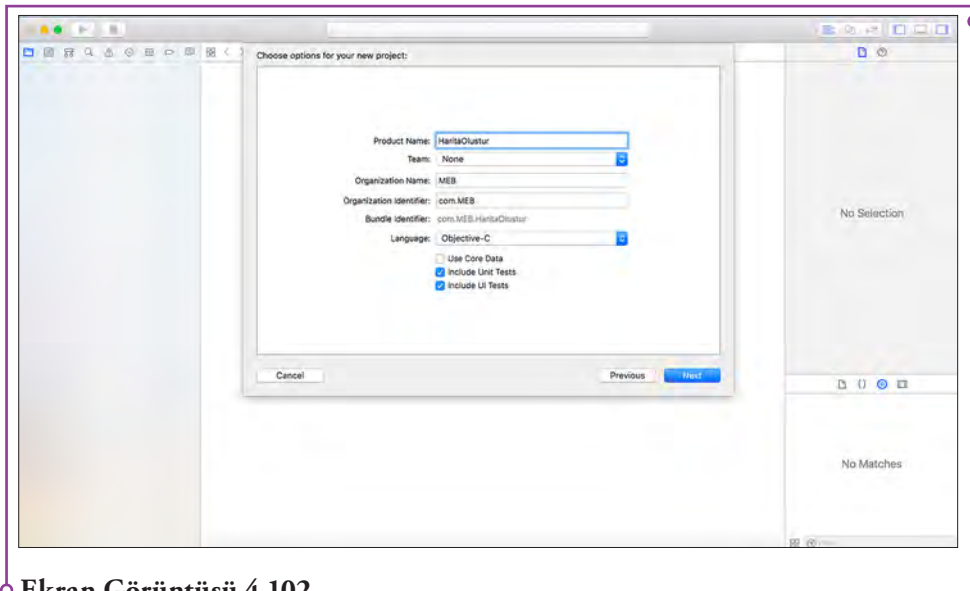 Choose options for your new project:
Product Name: HaritaOlustur
Team: None
Organization Name: MEB
Organization Identifier: com.MEB
Bundle Identifier: com.MEB.HaritaOlustur
Language: Objective-C
Use Core Data
Include Unit Tests
Include UI Tests
Cancel
Previous
Next
No Selection
No Matches
Ekran Görüntüsü 4.102